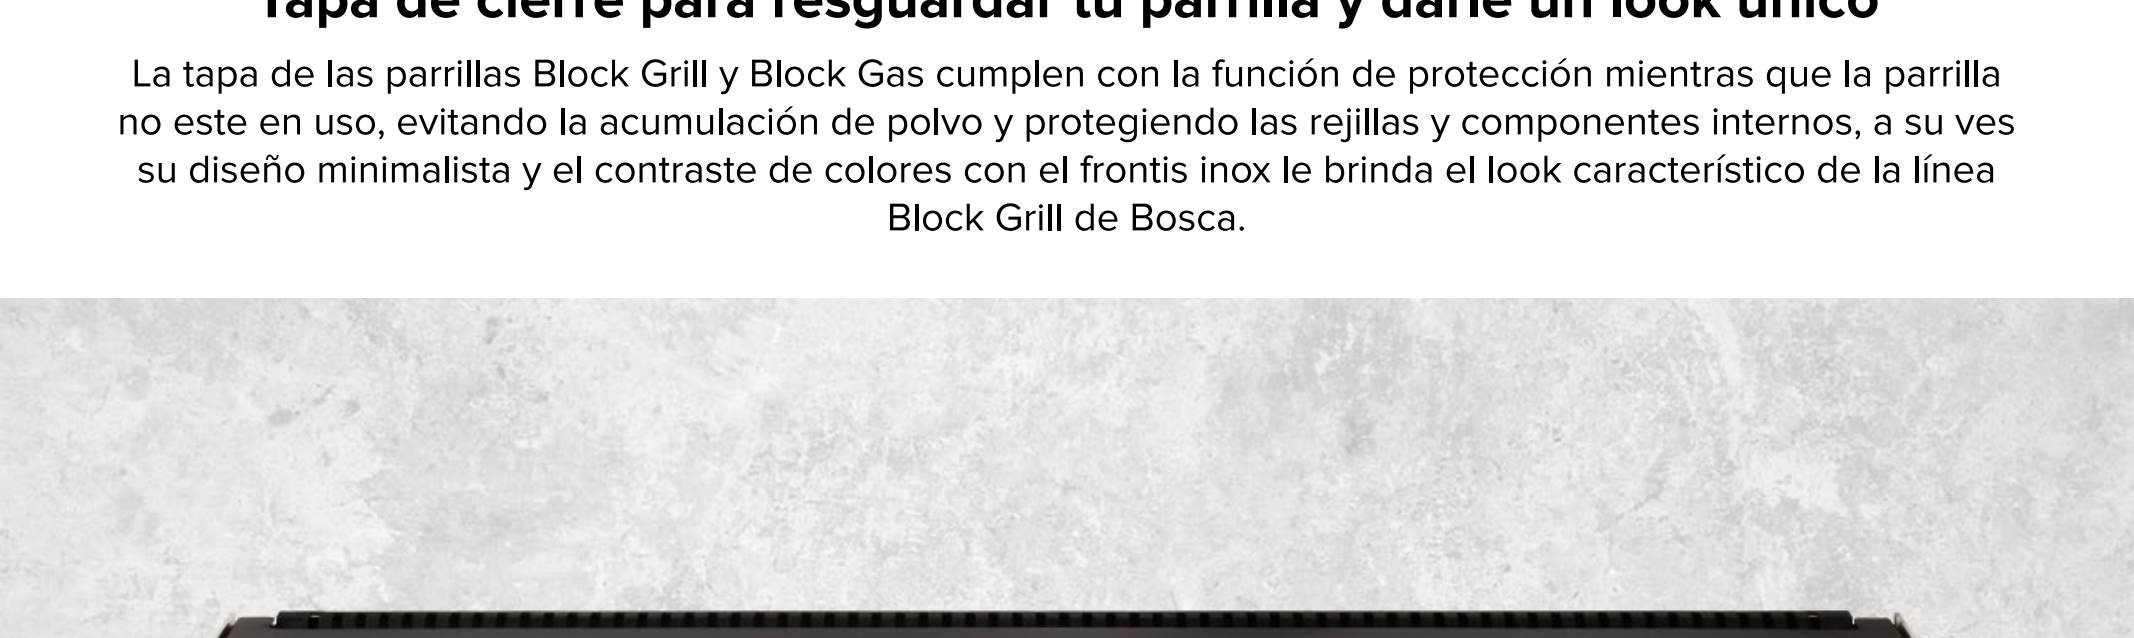 Tapa de cierre para resguardar tu parrilla y darle un look único
La tapa de las parrillas Block Grill y Block Gas cumplen con la función de protección mientras que la parrilla
no este en uso, evitando la acumulación de polvo y protegiendo las rejillas y componentes internos, a su ves
su diseño minimalista y el contraste de colores con el frontis inox le brinda el look característico de la línea
Block Grill de Bosca.